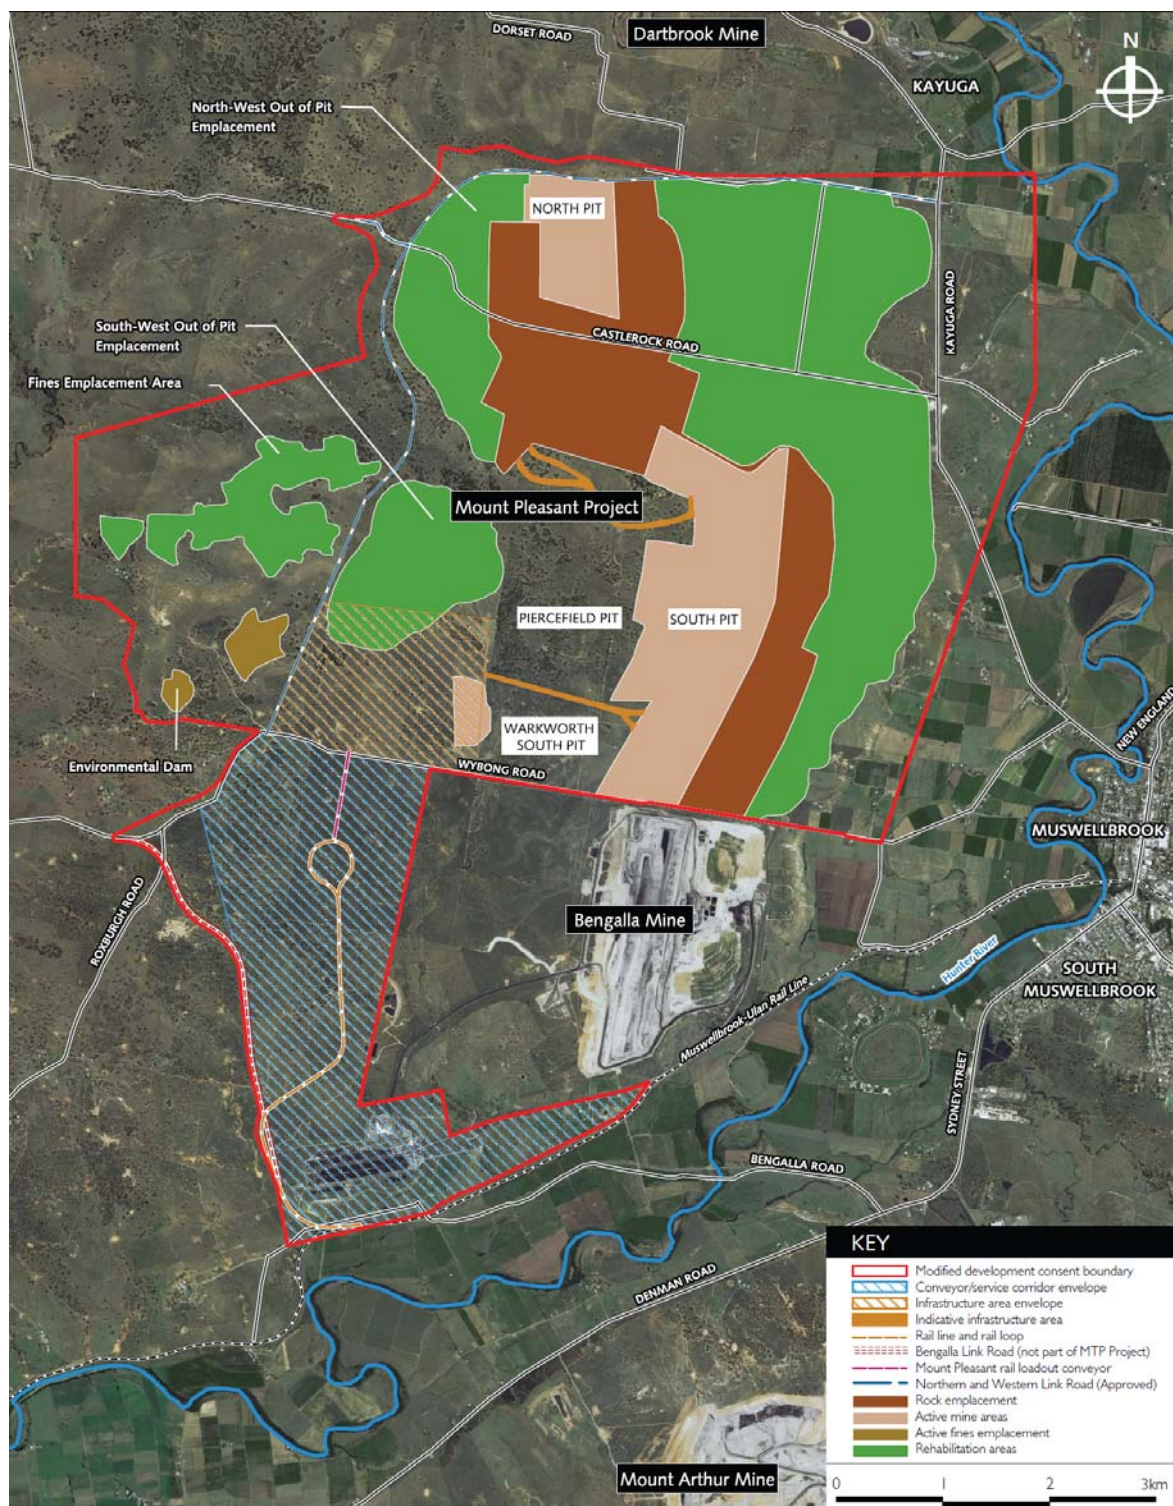 DORSET ROAD
Dartbrook Mine
N
KAYUGA
North-West Out of Pit
Emplacement
NORTH PIT
South-West Out of Pit
Emplacement
CASTLEROCK ROAD
KAYUGA ROAD
Fines Emplacement Area
Mount Pleasant Project
PIERCEFIELD PIT
SOUTH PIT
WARKWORTH
SOUTH PIT
Environmental Dam
WYBONG ROAD
NEW ENGLAND
MUSWELLBROOK
ROXBURGH ROAD
Bengalla Mine
Hunter River
SOUTH
MUSWELLBROOK
Muswellbrook-Ulan Rail Line
SYDNEY STREET
BENGALLA ROAD
DENMAN ROAD
Mount Arthur Mine
KEY
Modified development consent boundary
Conveyor/service corridor envelope
Infrastructure area envelope
Indicative infrastructure area
Rail line and rail loop
Bengalla Link Road (not part of MTP Project)
Mount Pleasant rail loadout conveyor
Northern and Western Link Road (Approved)
Rock emplacement
Active mine areas
Active fines emplacement
Rehabilitation areas
0 1 2 3km